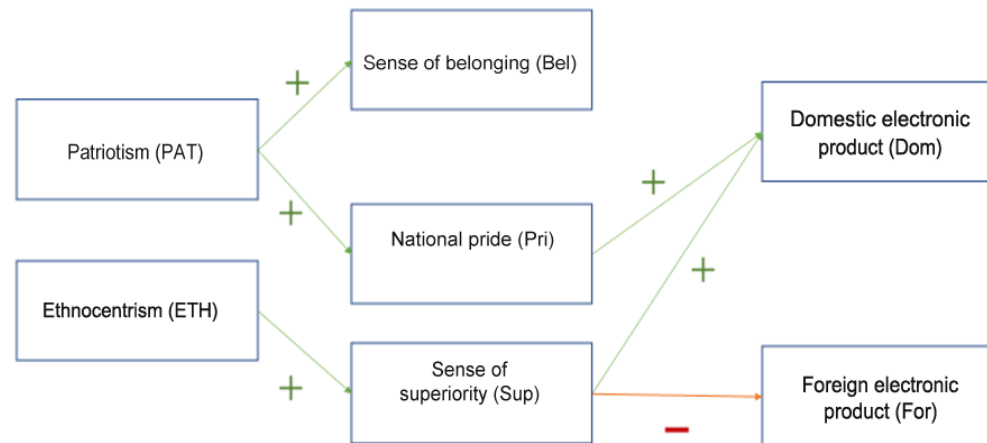 Sense of belonging (Bel)
+
Patriotism (PAT)
Domestic electronic
product (Dom)
+
+
National pride (Pri)
+
Ethnocentrism (ETH)
+
Sense of
superiority (Sup)
−
Foreign electronic
product (For)